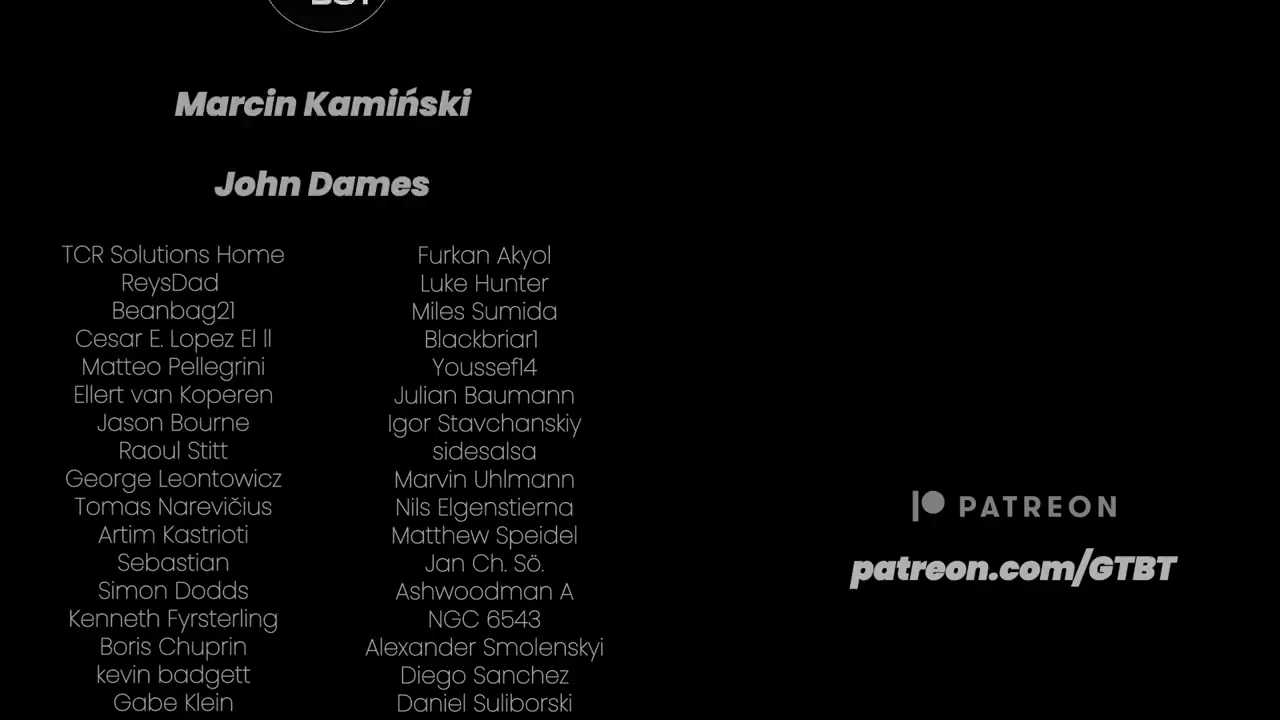 Marcin Kamiński
John Dames
TCR Solutions Home
ReysDad
Beanbag21
Cesar E. Lopez El II
Matteo Pellegrini
Ellert van Koperen
Jason Bourne
Raoul Stitt
George Leontowicz
Tomas Narevičius
Artim Kastrioti
Sebastian
Simon Dodds
Kenneth Fyrsterling
Boris Chuprin
kevin badgett
Gabe Klein
Furkan Akyol
Luke Hunter
Miles Sumida
Blackbriar1
Youssef14
Julian Baumann
Igor Stavchanskiy
sidesalsa
Marvin Uhlmann
Nils Elgenstierna
Matthew Speidel
Jan Ch. Sö.
Ashwoodman A
NGC 6543
Alexander Smolenskyi
Diego Sanchez
Daniel Suliborski
PATREON
patreon.com/GTBT